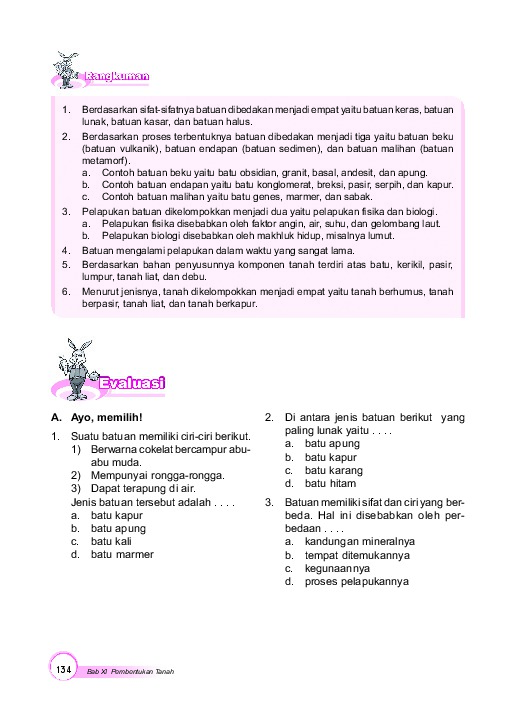 Rangkuman
1. Berdasarkan sifat-sifatnya batuan dibedakan menjadi empat yaitu batuan keras, batuan
lunak, batuan kasar, dan batuan halus.
2. Berdasarkan proses terbentuknya batuan dibedakan menjadi tiga yaitu batuan beku
(batuan vulkanik), batuan endapan (batuan sedimen), dan batuan malihan (batuan
metamorf).
a. Contoh batuan beku yaitu batu obsidian, granit, basal, andesit, dan apung.
b. Contoh batuan endapan yaitu batu konglomerat, breksi, pasir, serpih, dan kapur.
c. Contoh batuan malihan yaitu batu genes, marmer, dan sabak.
3. Pelapukan batuan dikelompokkan menjadi dua yaitu pelapukan fisika dan biologi.
a. Pelapukan fisika disebabkan oleh faktor angin, air, suhu, dan gelombang laut.
b. Pelapukan biologi disebabkan oleh makhluk hidup, misalnya lumut.
4. Batuan mengalami pelapukan dalam waktu yang sangat lama.
5. Berdasarkan bahan penyusunnya komponen tanah terdiri atas batu, kerikil, pasir,
lumpur, tanah liat, dan debu.
6. Menurut jenisnya, tanah dikelompokkan menjadi empat yaitu tanah berhumus, tanah
berpasir, tanah liat, dan tanah berkapur.
Evaluasi
A. Ayo, memilih!
1. Suatu batuan memiliki ciri-ciri berikut.
1) Berwarna cokelat bercampur abu-
abu muda.
2) Mempunyai rongga-rongga.
3) Dapat terapung di air.
Jenis batuan tersebut adalah . . . .
a. batu kapur
b. batu apung
c. batu kali
d. batu marmer
2. Di antara jenis batuan berikut yang
paling lunak yaitu . . . .
a. batu apung
b. batu kapur
c. batu karang
d. batu hitam
3. Batuan memiliki sifat dan ciri yang ber-
beda. Hal ini disebabkan oleh per-
bedaan . . . .
a. kandungan mineralnya
b. tempat ditemukannya
c. kegunaannya
d. proses pelapukannya
134 Bab XI Pembentukan Tanah